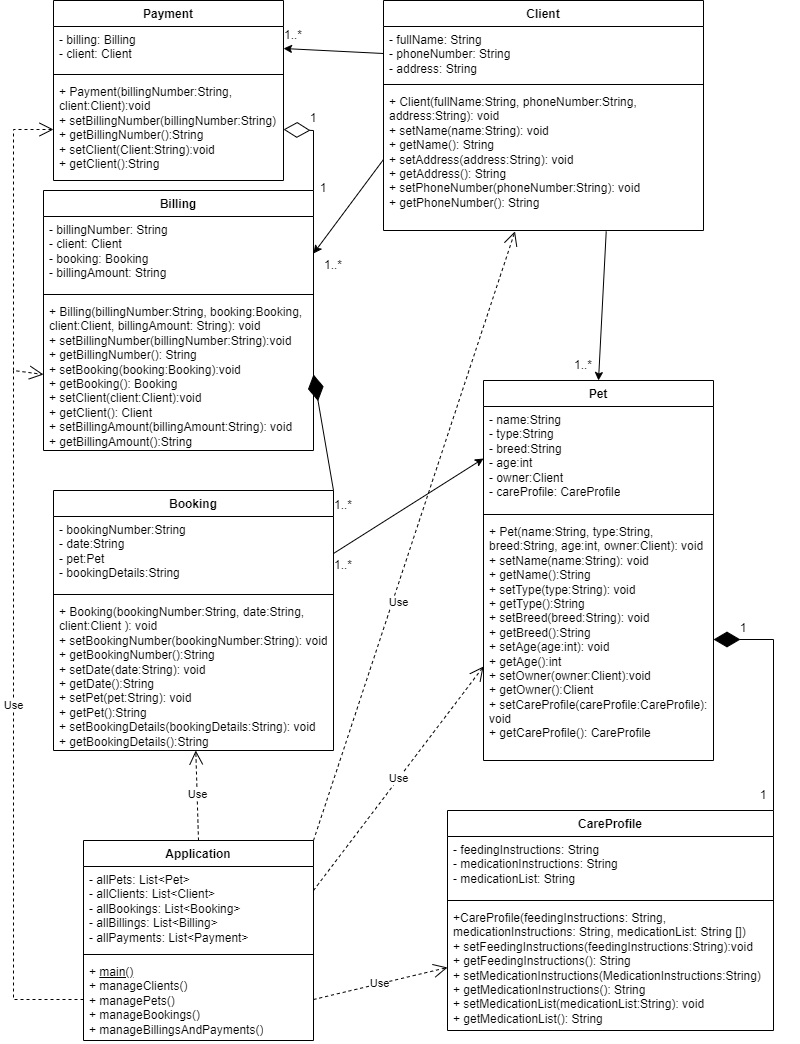 Payment
- billing: Billing
- client: Client
+ Payment(billingNumber:String,
client:Client):void
+ setBillingNumber(billingNumber:String)
+ getBillingNumber():String
+ setClient(Client:String):void
+ getClient():String
1..*
1
Client
- fullName: String
- phoneNumber: String
- address: String
+ Client(fullName:String, phoneNumber:String,
address:String): void
+ setName(name:String): void
+ getName(): String
+ setAddress(address:String): void
+ getAddress(): String
+ setPhoneNumber(phoneNumber:String): void
+ getPhoneNumber(): String
1
Billing
- billingNumber: String
- client: Client
- booking: Booking
- billingAmount: String
+ Billing(billingNumber:String, booking:Booking,
client:Client, billingAmount: String): void
+ setBillingNumber(billingNumber:String):void
+ getBillingNumber(): String
+ setBooking(booking:Booking):void
+ getBooking(): Booking
+ setClient(client:Client):void
+ getClient(): Client
+ setBillingAmount(billingAmount:String): void
+ getBillingAmount():String
1..*
1..*
Pet
- name:String
- type:String
- breed:String
- age:int
- owner:Client
- careProfile: CareProfile
+ Pet(name:String, type:String,
breed:String, age:int, owner:Client): void
+ setName(name:String): void
+ getName():String
+ setType(type:String): void
+ getType():String
+ setBreed(breed:String): void
+ getBreed():String
+ setAge(age:int): void
+ getAge():int
+ setOwner(owner:Client):void
+ getOwner():Client
+ setCareProfile(careProfile:CareProfile):
void
+ getCareProfile(): CareProfile
1..*
1..*
Booking
- bookingNumber:String
- date:String
- pet:Pet
- bookingDetails:String
+ Booking(bookingNumber:String, date:String,
client:Client ): void
+ setBookingNumber(bookingNumber:String): void
+ getBookingNumber():String
+ setDate(date:String): void
+ getDate():String
+ setPet(pet:String): void
+ getPet():String
+ setBookingDetails(bookingDetails:String): void
+ getBookingDetails():String
Use
1
Use
Use
Use
1
Application
- allPets: List<Pet>
- allClients: List<Client>
- allBookings: List<Booking>
- allBillings: List<Billing>
- allPayments: List<Payment>
+ main()
+ manageClients()
+ managePets()
+ manageBookings()
+ manageBillingsAndPayments()
Use
CareProfile
- feedingInstructions: String
- medicationInstructions: String
- medicationList: String
+CareProfile(feedingInstructions: String,
medicationInstructions: String, medicationList: String [])
+ setFeedingInstructions(feedingInstructions:String):void
+ getFeedingInstructions(): String
+ setMedicationInstructions(MedicationInstructions:String)
+ getMedicationInstructions(): String
+ setMedicationList(medicationList:String): void
+ getMedicationList(): String